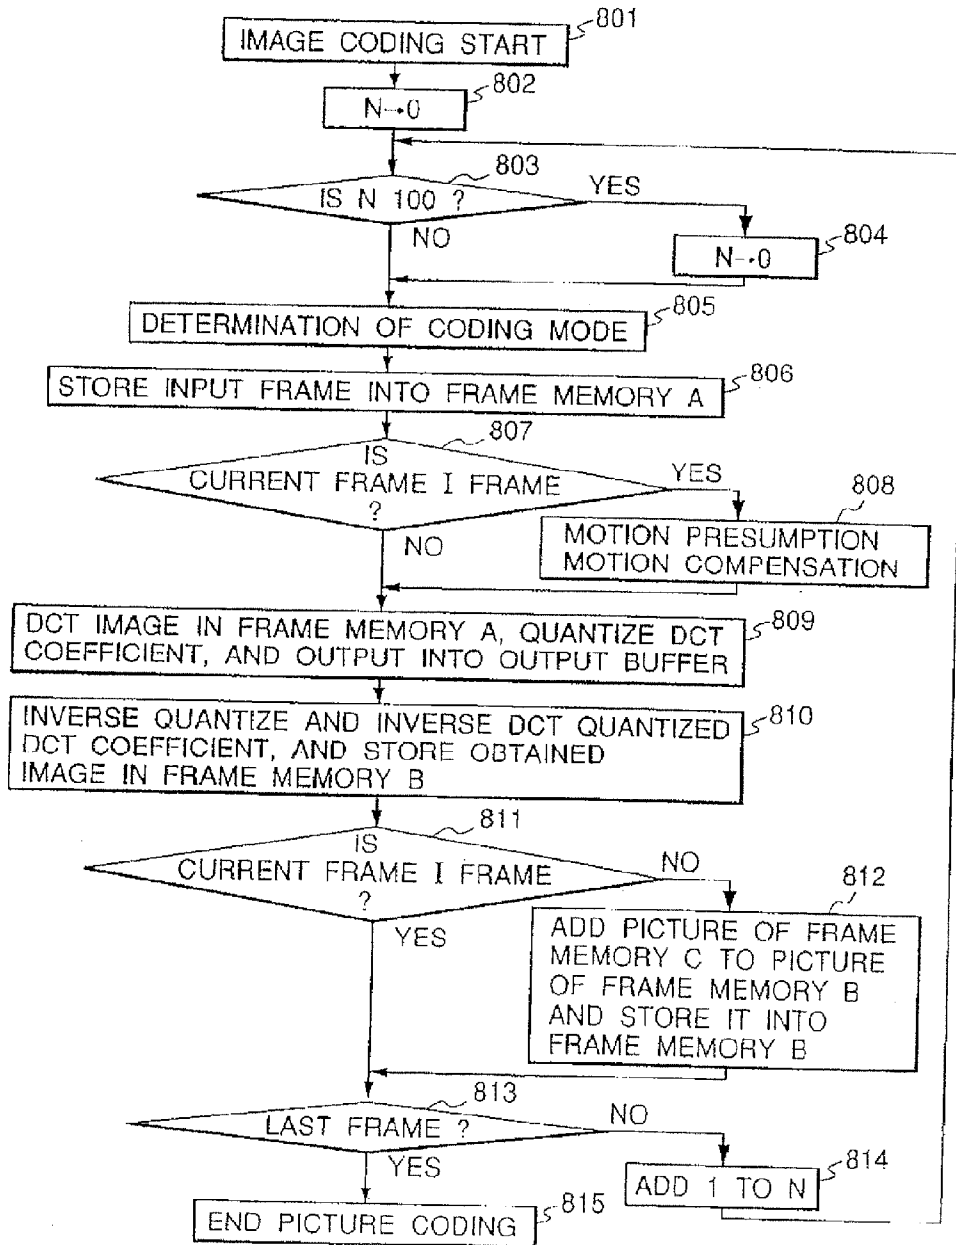 801
IMAGE CODING START
802
N→0
803
IS N 100 ?
YES
NO
804
N→0
805
DETERMINATION OF CODING MODE
806
STORE INPUT FRAME INTO FRAME MEMORY A
807
IS
CURRENT FRAME I FRAME
?
YES
NO
808
MOTION PRESUMPTION
MOTION COMPENSATION
809
DCT IMAGE IN FRAME MEMORY A, QUANTIZE DCT
COEFFICIENT, AND OUTPUT INTO OUTPUT BUFFER
810
INVERSE QUANTIZE AND INVERSE DCT QUANTIZED
DCT COEFFICIENT, AND STORE OBTAINED
IMAGE IN FRAME MEMORY B
811
IS
CURRENT FRAME I FRAME
?
NO
YES
812
ADD PICTURE OF FRAME
MEMORY C TO PICTURE
OF FRAME MEMORY B
AND STORE IT INTO
FRAME MEMORY B
813
LAST FRAME ?
NO
YES
814
ADD 1 TO N
815
END PICTURE CODING